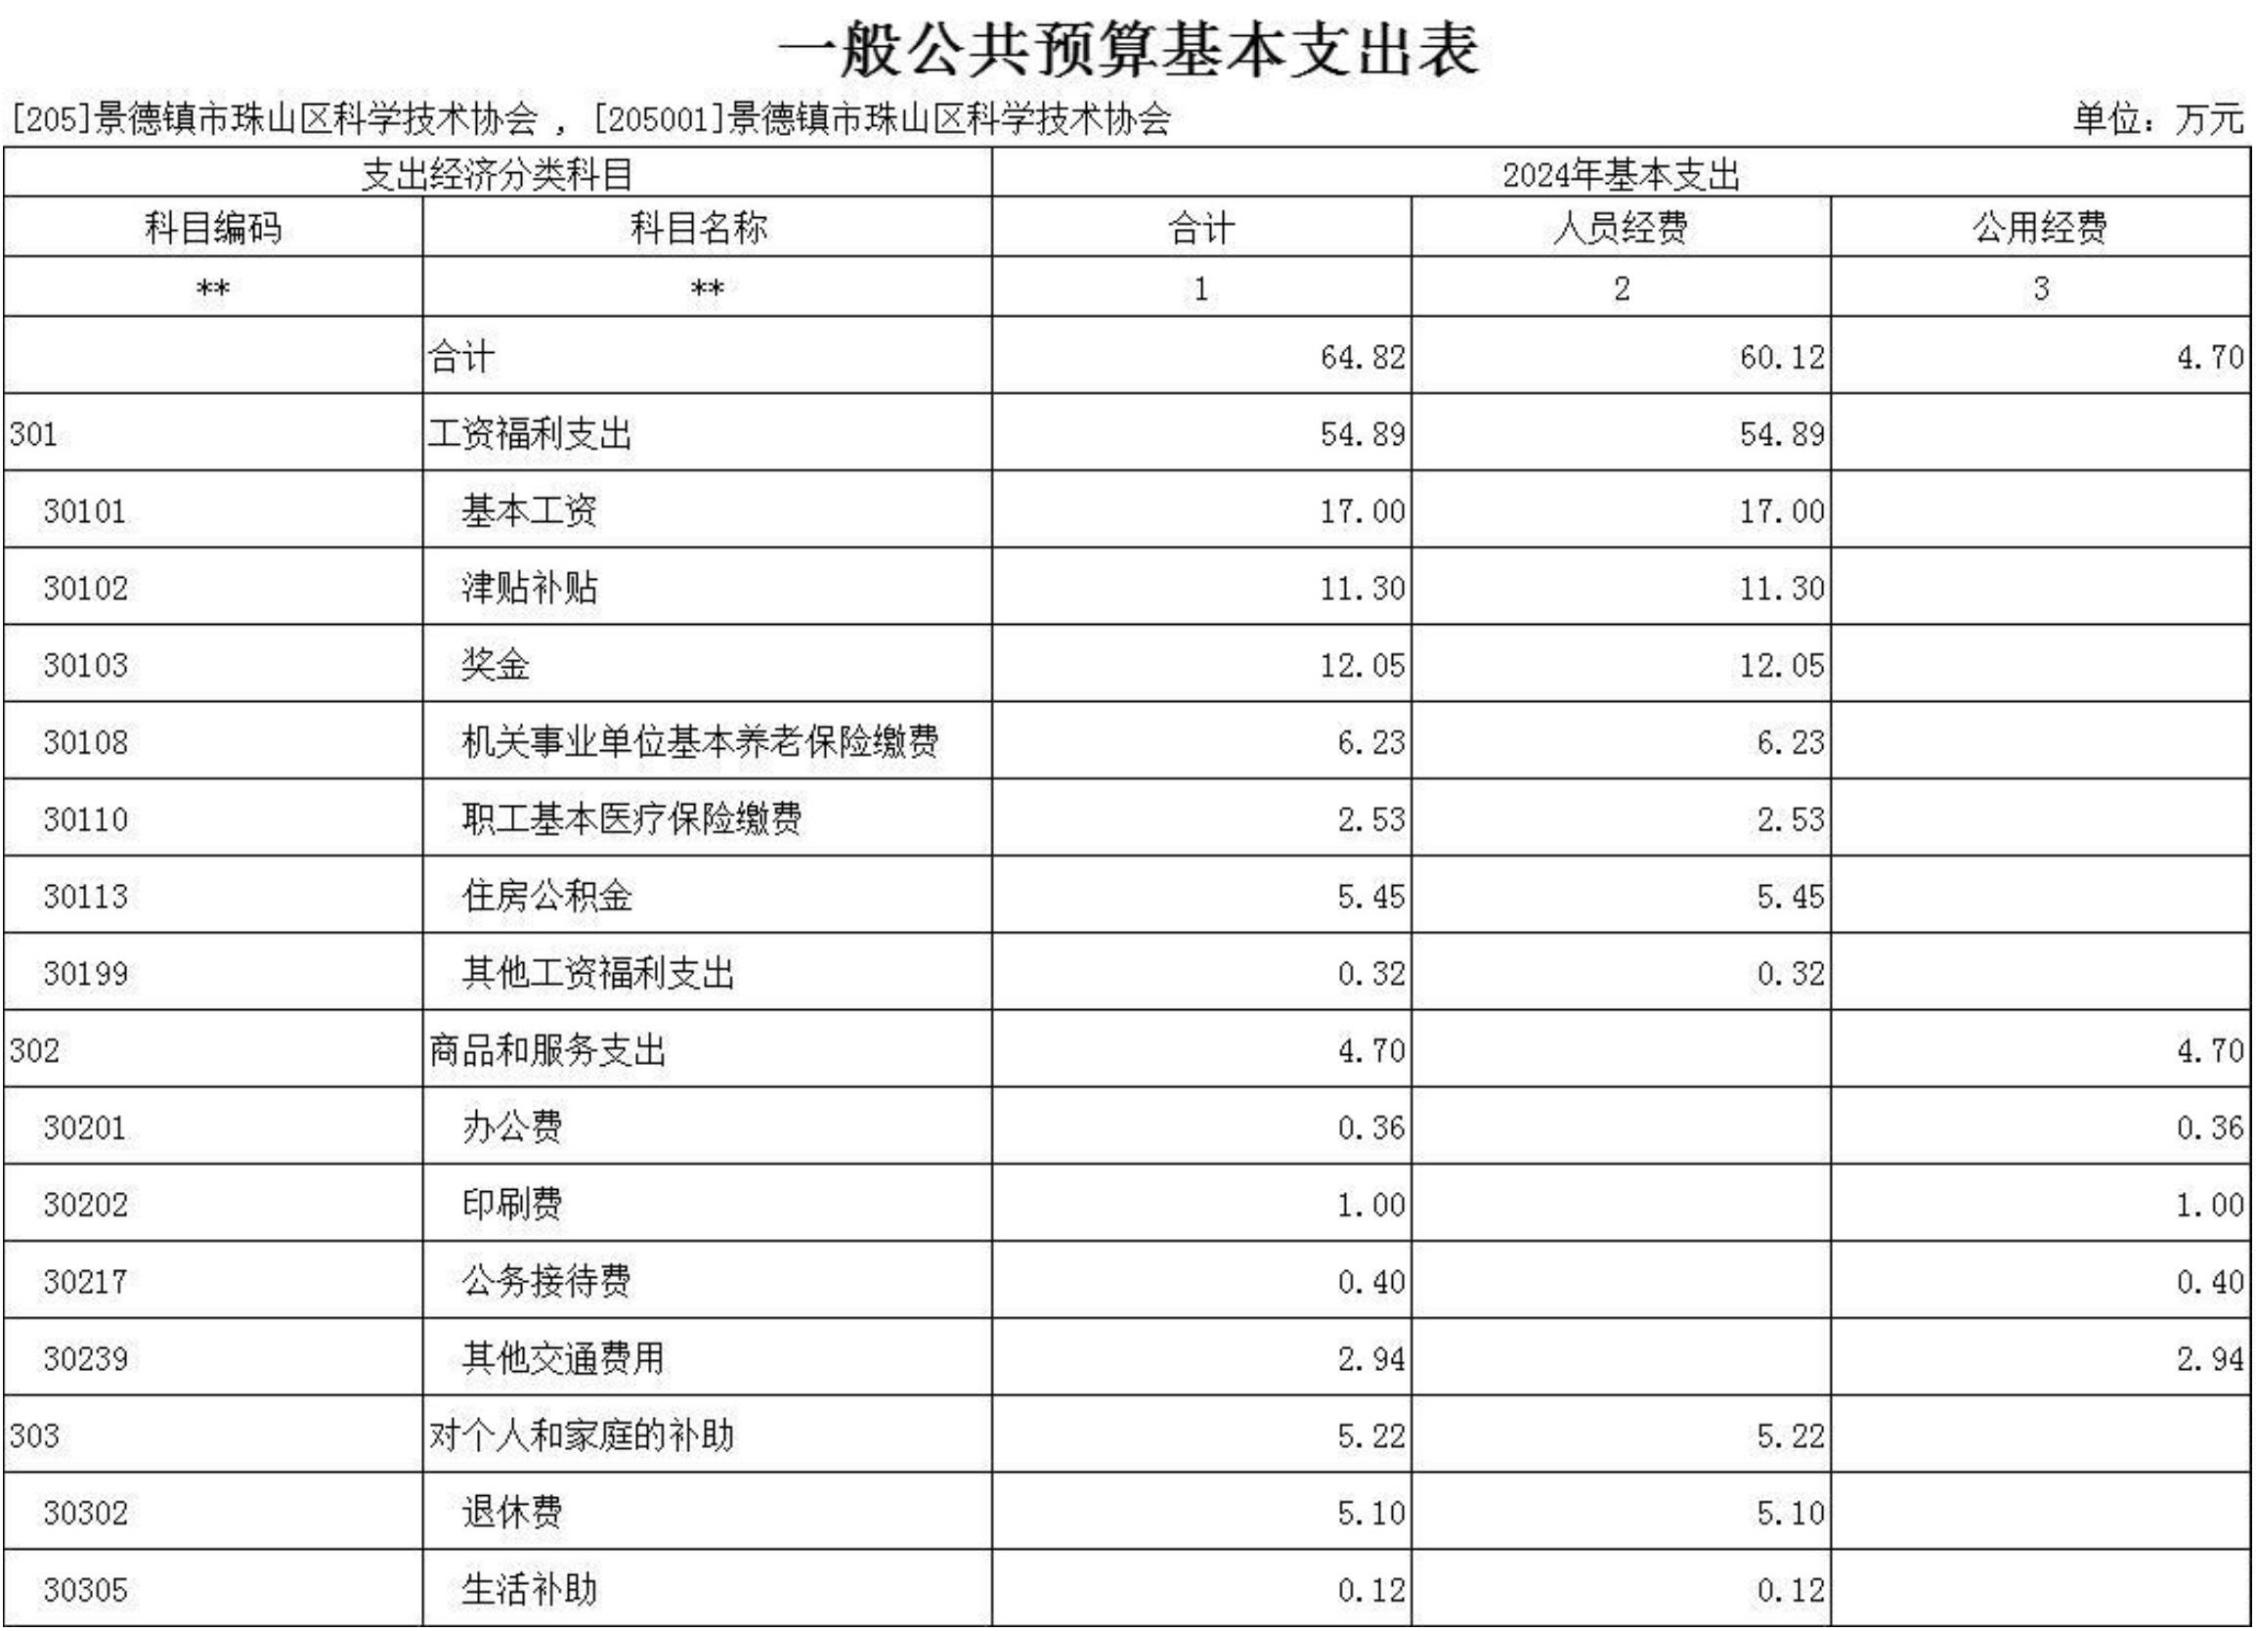 一般公共预算基本支出表
[205]景德镇市珠山区科学技术协会 , [205001]景德镇市珠山区科学技术协会 单位：万元
支出经济分类科目 2024年基本支出
科目编码 科目名称 合计 人员经费 公用经费
** ** 1 2 3
合计 64.82 60.12 4.70
301 工资福利支出 54.89 54.89
30101 基本工资 17.00 17.00
30102 津贴补贴 11.30 11.30
30103 奖金 12.05 12.05
30108 机关事业单位基本养老保险缴费 6.23 6.23
30110 职工基本医疗保险缴费 2.53 2.53
30113 住房公积金 5.45 5.45
30199 其他工资福利支出 0.32 0.32
302 商品和服务支出 4.70 4.70
30201 办公费 0.36 0.36
30202 印刷费 1.00 1.00
30217 公务接待费 0.40 0.40
30239 其他交通费用 2.94 2.94
303 对个人和家庭的补助 5.22 5.22
30302 退休费 5.10 5.10
30305 生活补助 0.12 0.12